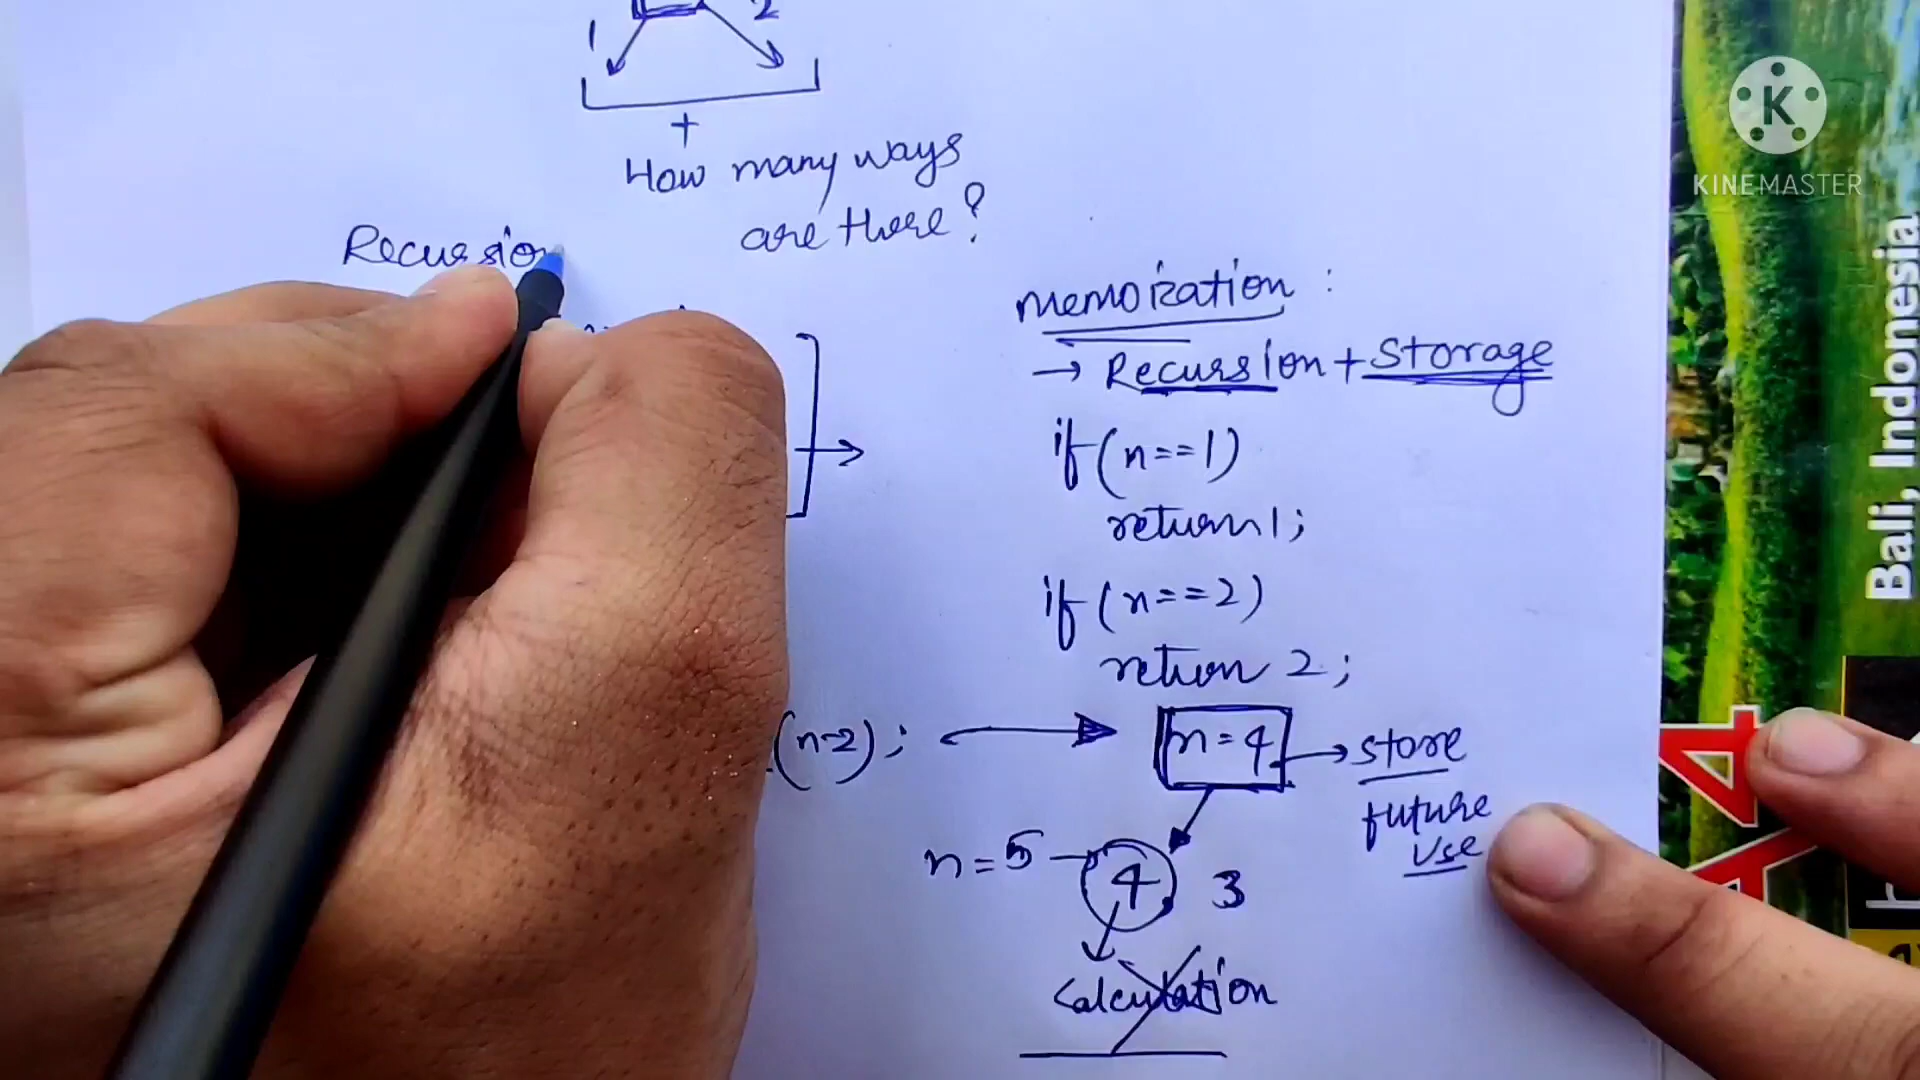 1 2
+
How many ways
are there?
Recursion
memoization :
→ Recursion + Storage
if (n==1)
return 1;
if (n==2)
return 2;
(n-2);
n=4 → store
future
use
n=5
4 3
Calculation
KINEMASTER
Bali, Indonesia
A4